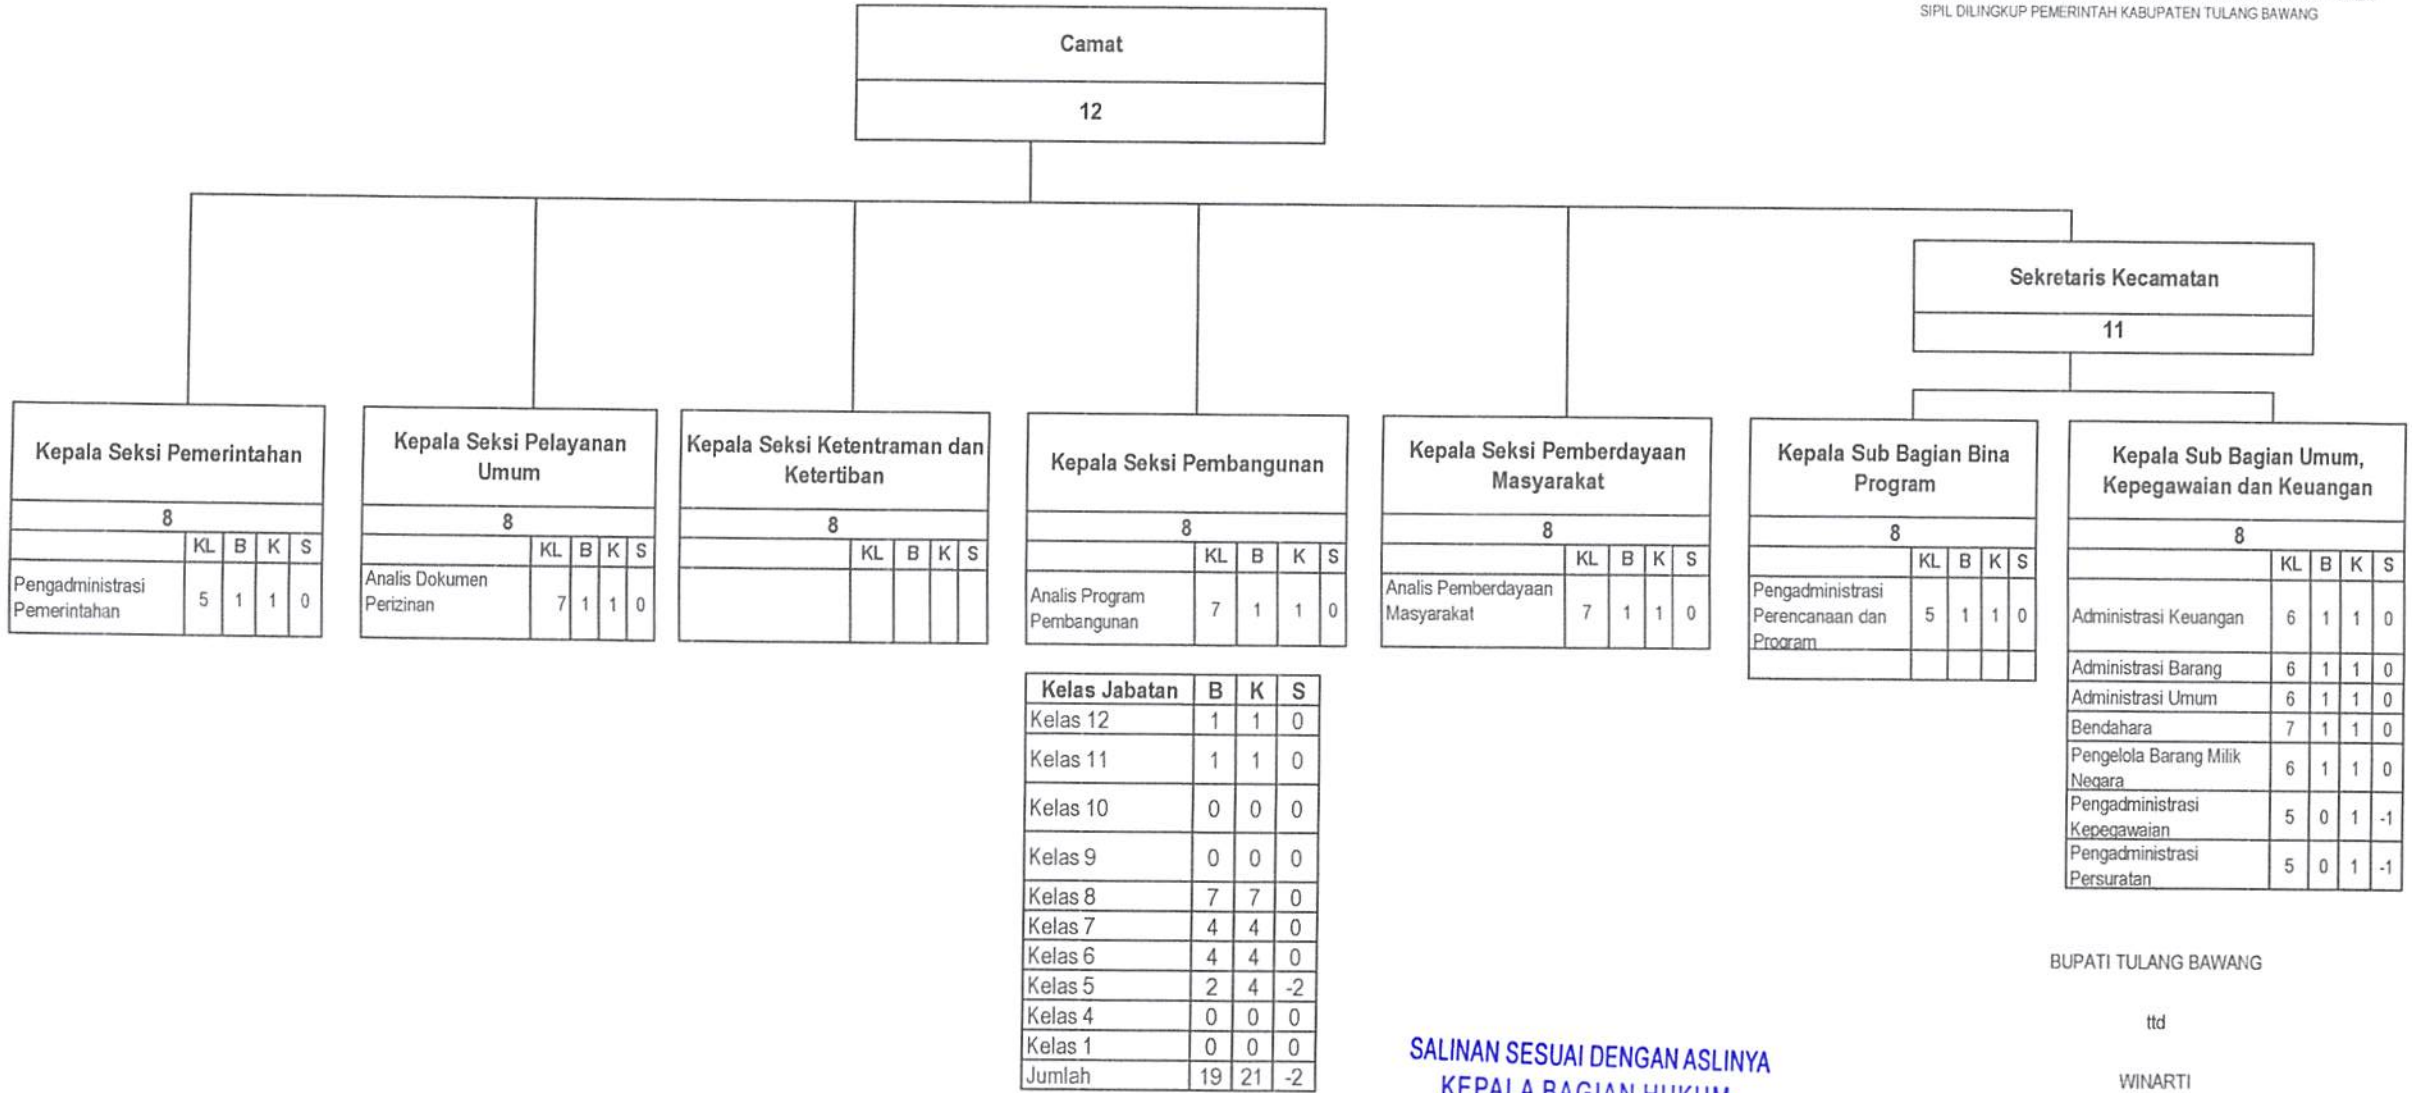 SIPIL DILINGKUP PEMERINTAH KABUPATEN TULANG BAWANG
Camat
12
Sekretaris Kecamatan
11
Kepala Seksi Pemerintahan
8
KL B K S
Pengadministrasi
Pemerintahan
5 1 1 0
Kepala Seksi Pelayanan
Umum
8
KL B K S
Analis Dokumen
Perizinan
7 1 1 0
Kepala Seksi Ketentraman dan
Ketertiban
8
KL B K S
Kepala Seksi Pembangunan
8
KL B K S
Analis Program
Pembangunan
7 1 1 0
Kepala Seksi Pemberdayaan
Masyarakat
8
KL B K S
Analis Pemberdayaan
Masyarakat
7 1 1 0
Kepala Sub Bagian Bina
Program
8
KL B K S
Pengadministrasi
Perencanaan dan
Program
5 1 1 0
Kepala Sub Bagian Umum,
Kepegawaian dan Keuangan
8
KL B K S
Administrasi Keuangan 6 1 1 0
Administrasi Barang 6 1 1 0
Administrasi Umum 6 1 1 0
Bendahara 7 1 1 0
Pengelola Barang Milik
Negara
6 1 1 0
Pengadministrasi
Kepegawaian
5 0 1 -1
Pengadministrasi
Persuratan
5 0 1 -1
Kelas Jabatan B K S
Kelas 12 1 1 0
Kelas 11 1 1 0
Kelas 10 0 0 0
Kelas 9 0 0 0
Kelas 8 7 7 0
Kelas 7 4 4 0
Kelas 6 4 4 0
Kelas 5 2 4 -2
Kelas 4 0 0 0
Kelas 1 0 0 0
Jumlah 19 21 -2
BUPATI TULANG BAWANG
ttd
WINARTI
SALINAN SESUAI DENGAN ASLINYA
KEPALA BAGIAN HUKUM